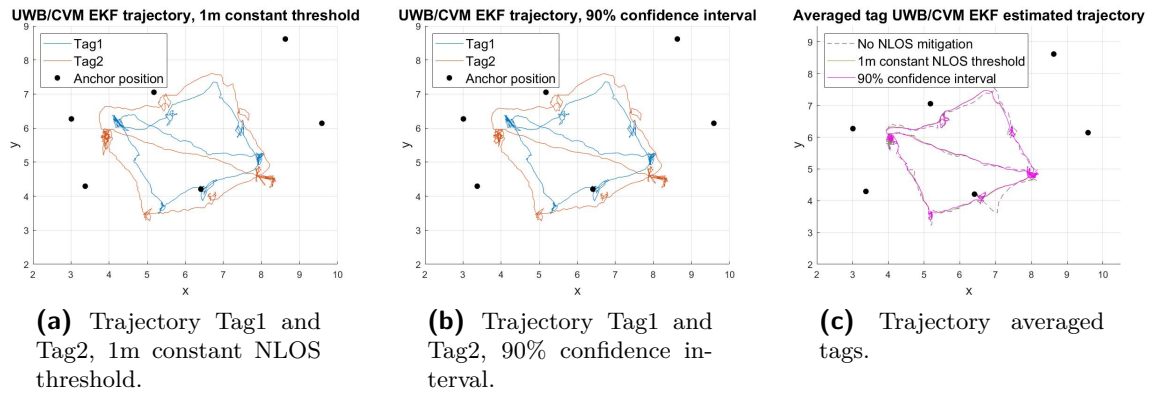 UWB/CVM EKF trajectory, 1m constant threshold
9
8
7
6
5
4
3
2
y
Tag1
Tag2
Anchor position
2 3 4 5 6 7 8 9 10
x
(a) Trajectory Tag1 and
Tag2, 1m constant NLOS
threshold.
UWB/CVM EKF trajectory, 90% confidence interval
9
8
7
6
5
4
3
2
y
Tag1
Tag2
Anchor position
2 3 4 5 6 7 8 9 10
x
(b) Trajectory Tag1 and
Tag2, 90% confidence in-
terval.
Averaged tag UWB/CVM EKF estimated trajectory
9
8
7
6
5
4
3
2
y
No NLOS mitigation
1m constant NLOS threshold
90% confidence interval
2 3 4 5 6 7 8 9 10
x
(c) Trajectory averaged
tags.